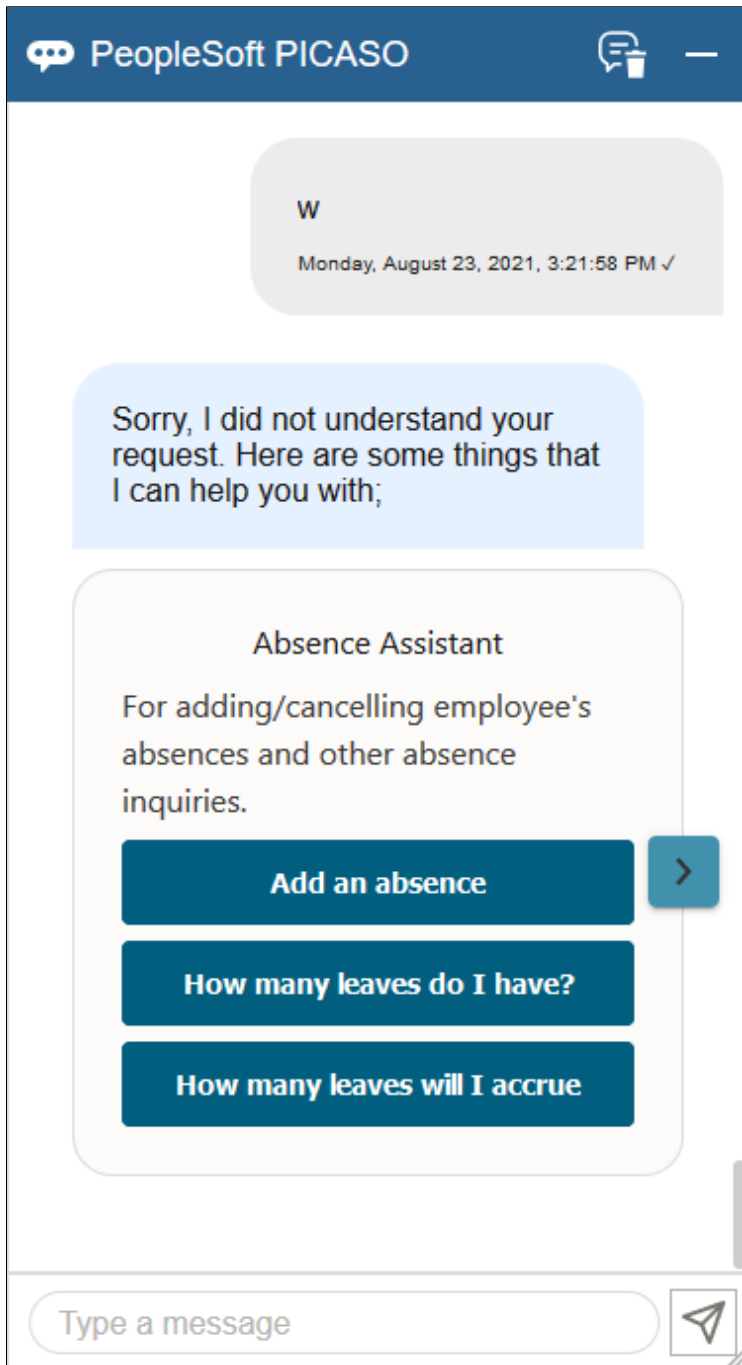 PeopleSoft PICASO
w
Monday, August 23, 2021, 3:21:58 PM ✓
Sorry, I did not understand your
request. Here are some things that
I can help you with;
Absence Assistant
For adding/cancelling employee's
absences and other absence
inquiries.
Add an absence
How many leaves do I have?
How many leaves will I accrue
Type a message